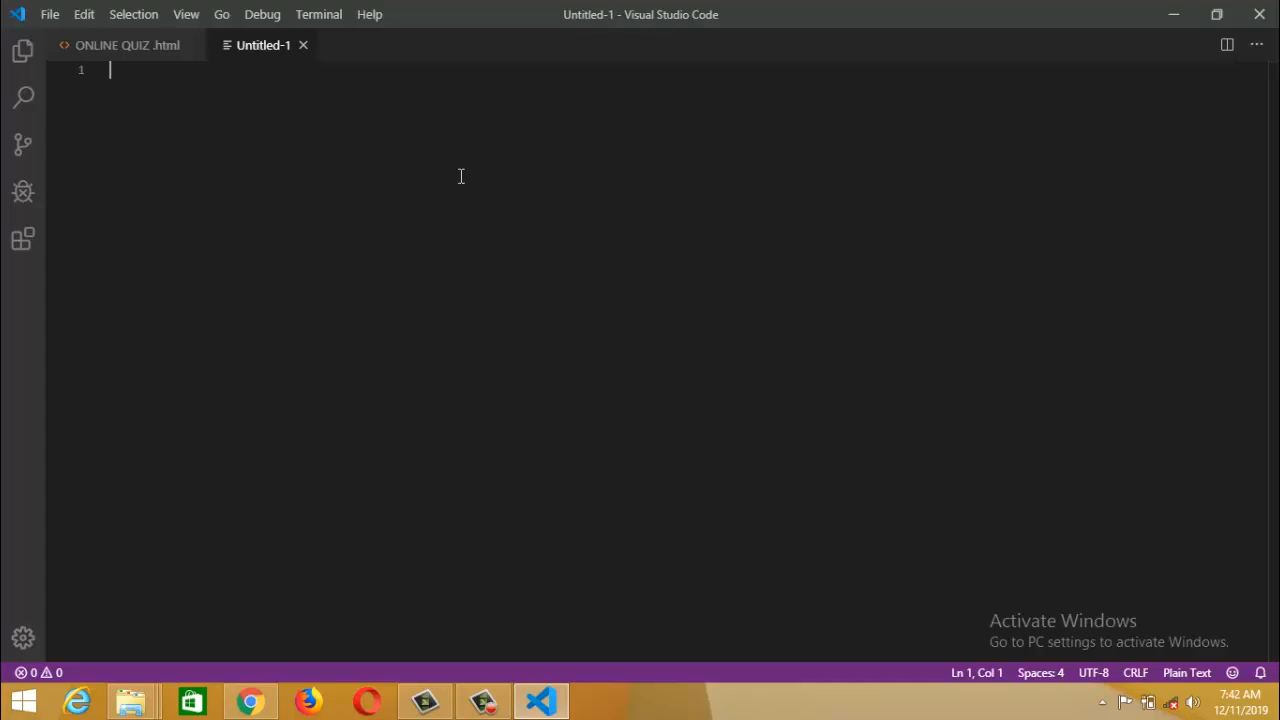 File Edit Selection View Go Debug Terminal Help Untitled-1 - Visual Studio Code
ONLINE QUIZ .html Untitled-1
1
Activate Windows
Go to PC settings to activate Windows.
0 0 Ln 1, Col 1 Spaces: 4 UTF-8 CRLF Plain Text
7:42 AM
12/11/2019